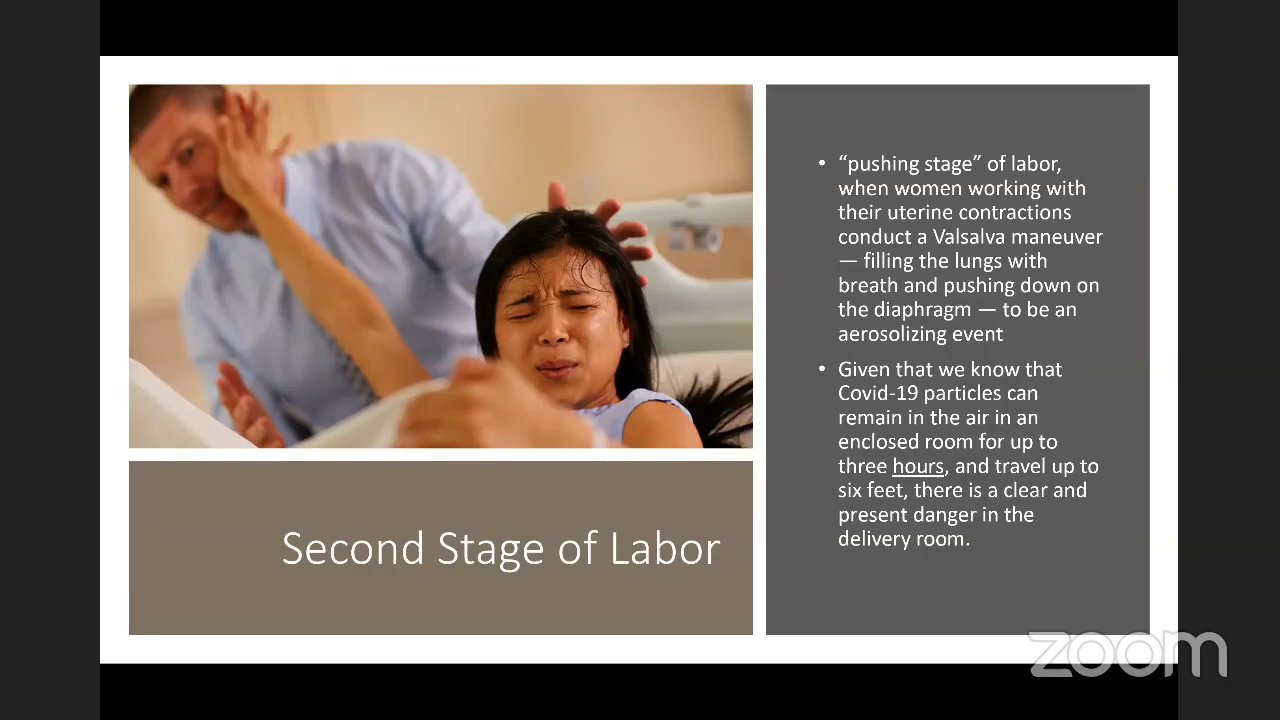 • “pushing stage” of labor,
when women working with
their uterine contractions
conduct a Valsalva maneuver
— filling the lungs with
breath and pushing down on
the diaphragm — to be an
aerosolizing event
• Given that we know that
Covid-19 particles can
remain in the air in an
enclosed room for up to
three hours, and travel up to
six feet, there is a clear and
present danger in the
delivery room.
Second Stage of Labor
zoom